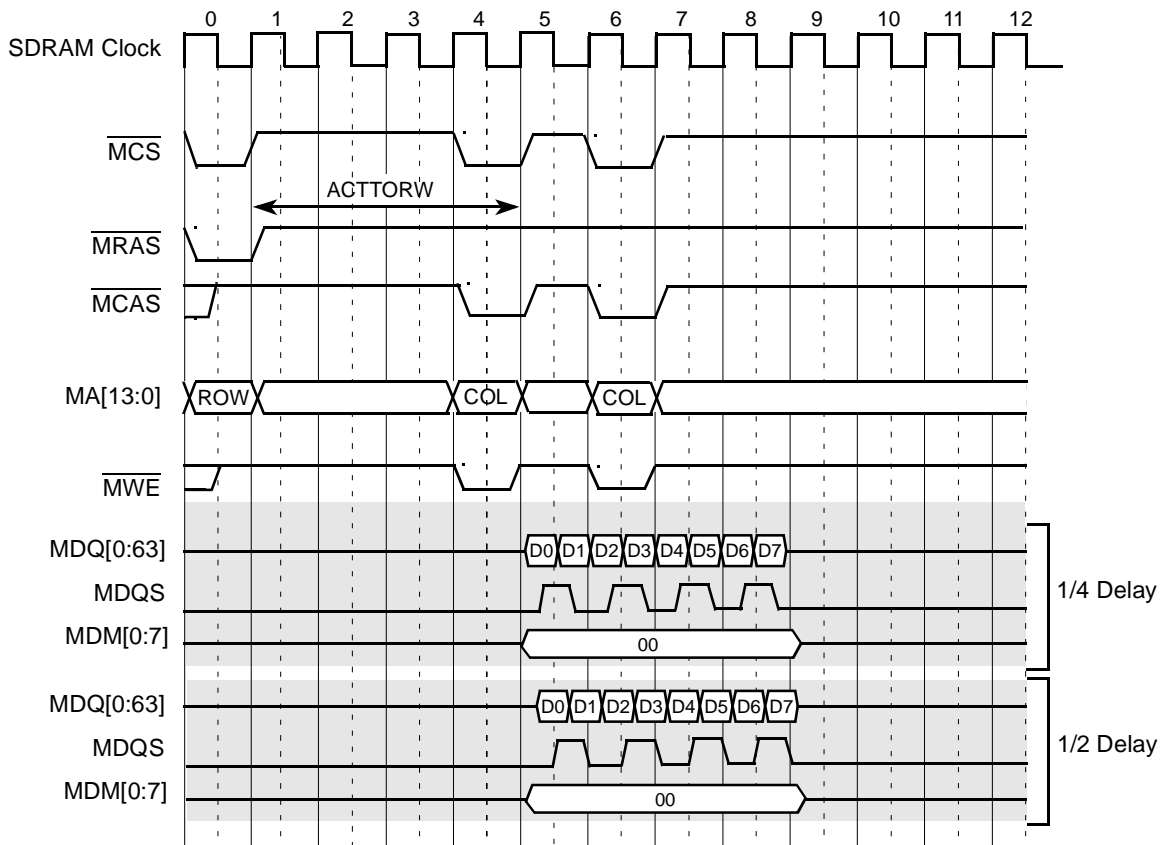 0 1 2 3 4 5 6 7 8 9 10 11 12
SDRAM Clock
MCS
ACTTORW
MRAS
MCAS
MA[13:0] ROW COL COL
MWE
MDQ[0:63] D0 D1 D2 D3 D4 D5 D6 D7
MDQS
1/4 Delay
MDM[0:7] 00
MDQ[0:63] D0 D1 D2 D3 D4 D5 D6 D7
MDQS
1/2 Delay
MDM[0:7] 00